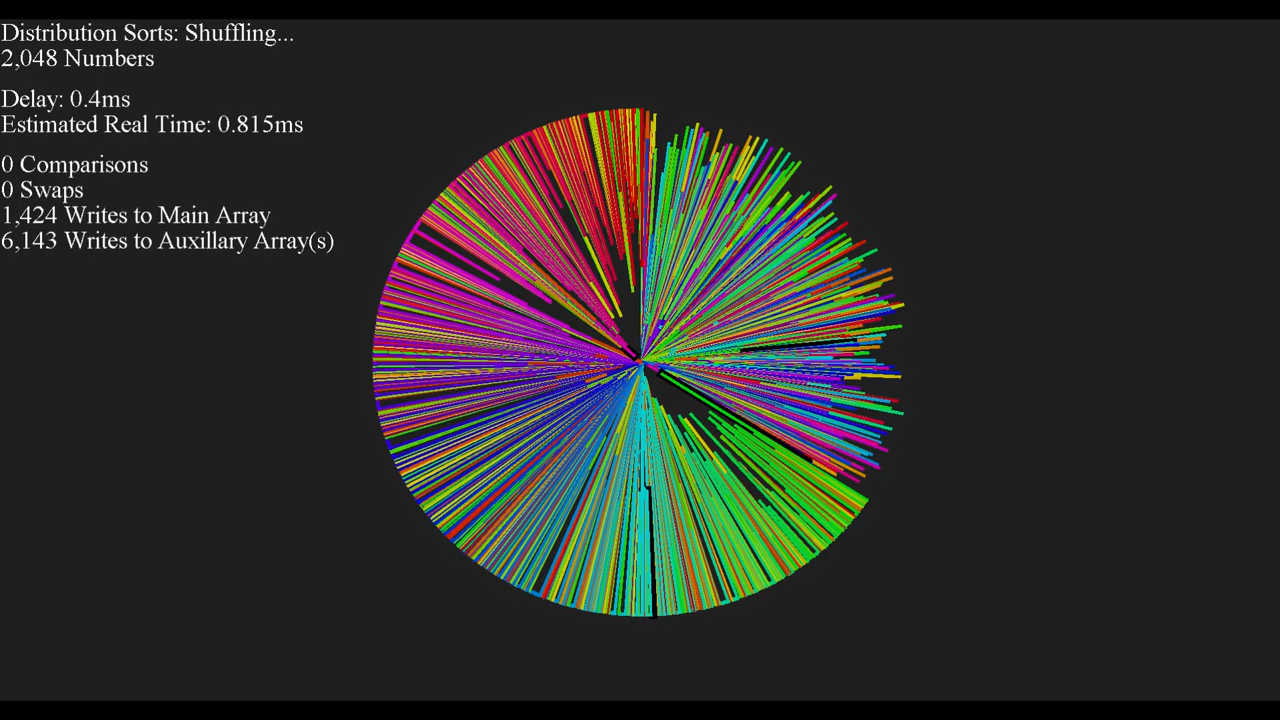 Distribution Sorts: Shuffling...
2,048 Numbers
Delay: 0.4ms
Estimated Real Time: 0.815ms
0 Comparisons
0 Swaps
1,424 Writes to Main Array
6,143 Writes to Auxillary Array(s)